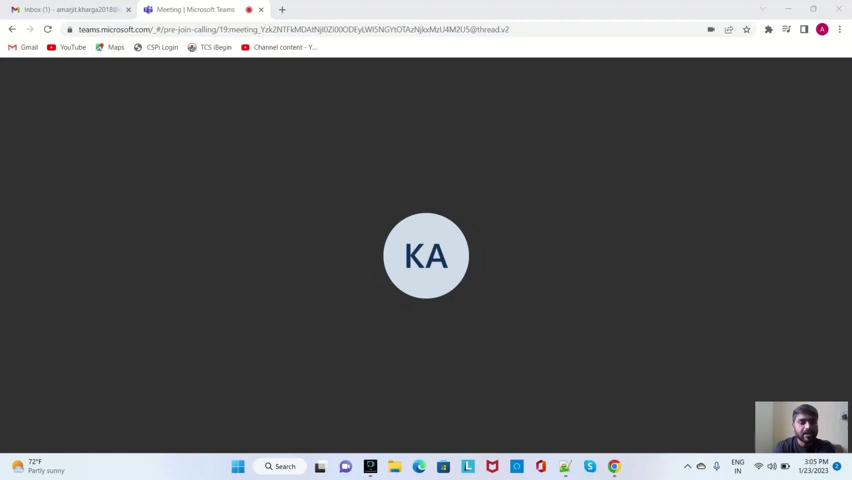 Inbox (1) - amarjit.kharga2018@
Meeting | Microsoft Teams
teams.microsoft.com/_#/pre-join-calling/19:meeting_Yzk2NTFkMDAtNjI0Zi00ODEyLWI5NGYtOTAzNjkxMzU4M2U5@thread.v2
A
Gmail
YouTube
Maps
CSPi Login
TCS iBegin
Channel content - Y...
KA
72°F
Partly sunny
Search
ENG
IN
3:05 PM
1/23/2023
2